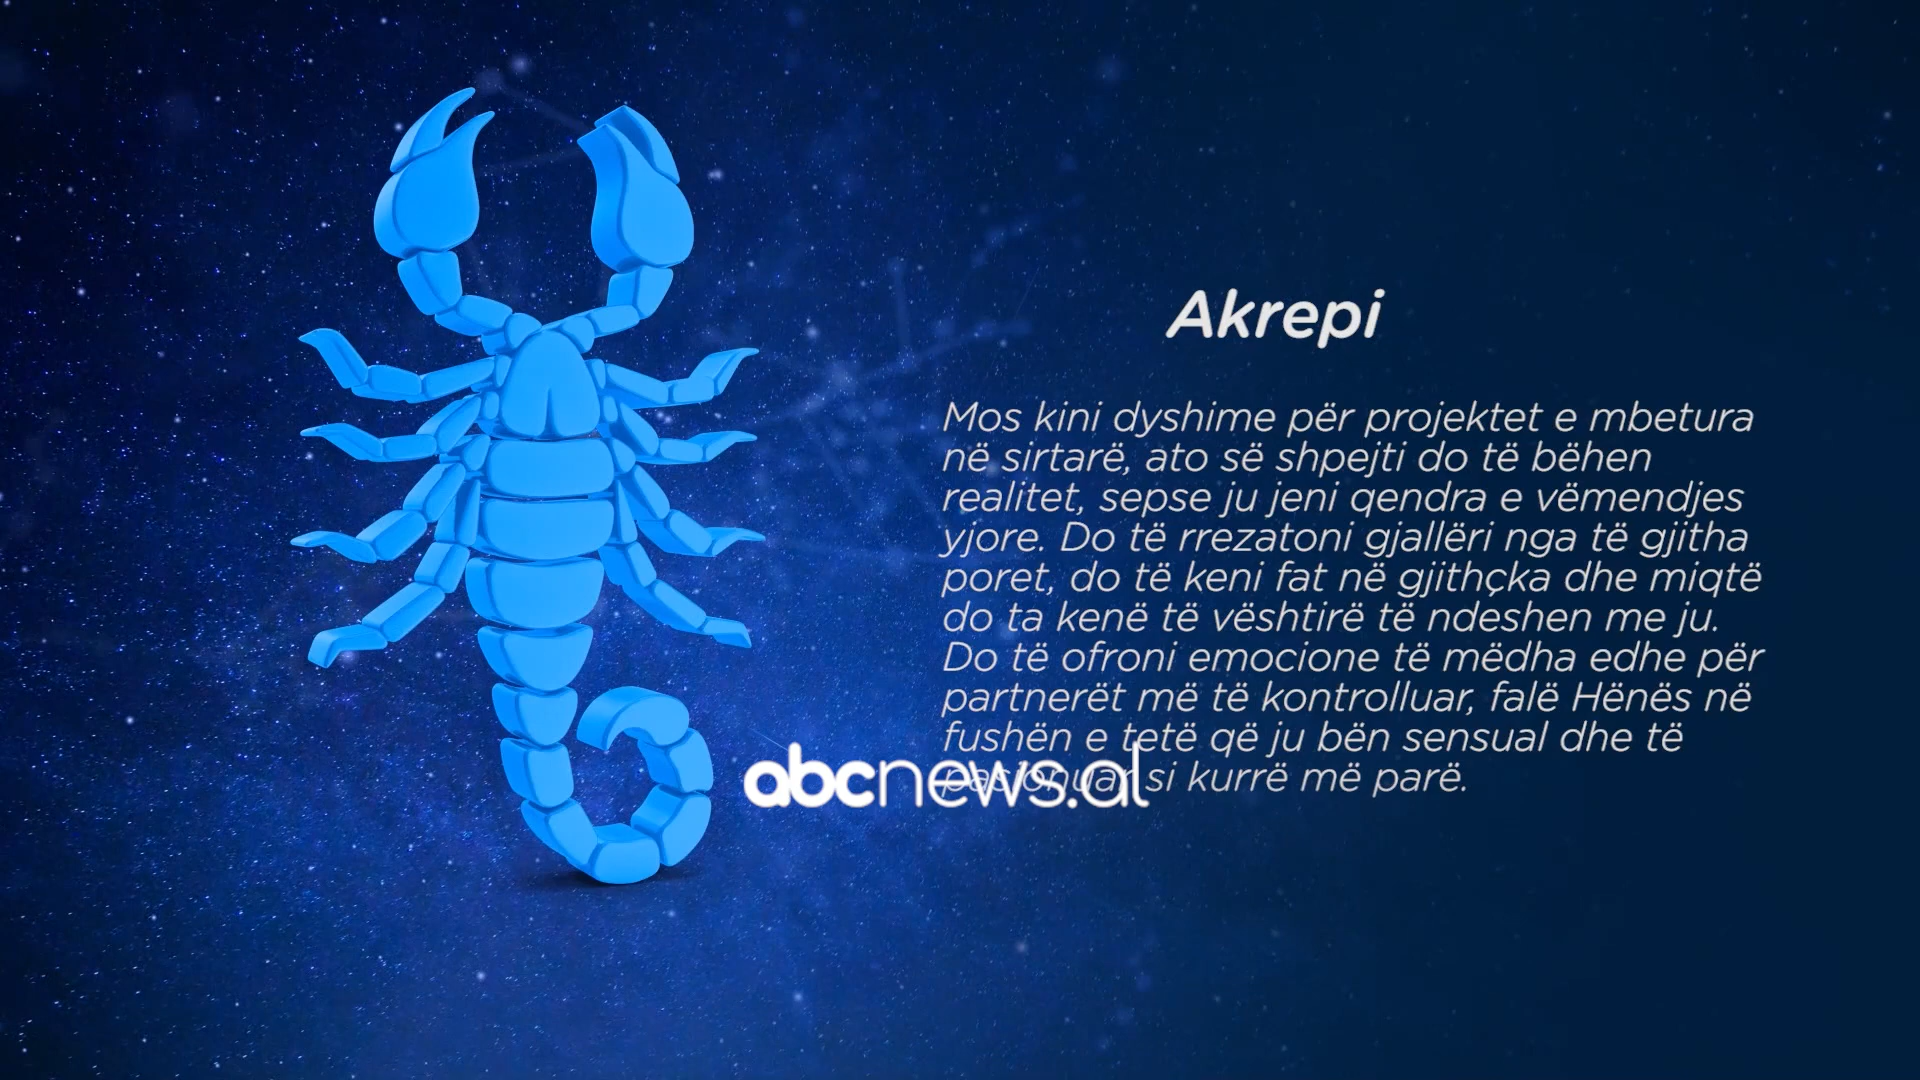 Akrepi
Mos kini dyshime për projektet e mbetura
në sirtarë, ato së shpejti do të bëhen
realitet, sepse ju jeni qendra e vëmendjes
yjore. Do të rrezatoni gjallëri nga të gjitha
poret, do të keni fat në gjithçka dhe miqtë
do ta kenë të vështirë të ndeshen me ju.
Do të ofroni emocione të mëdha edhe për
partnerët më të kontrolluar, falë Hënës në
fushën e tetë që ju bën sensual dhe të
pasionuar si kurrë më parë.
abcnews.al